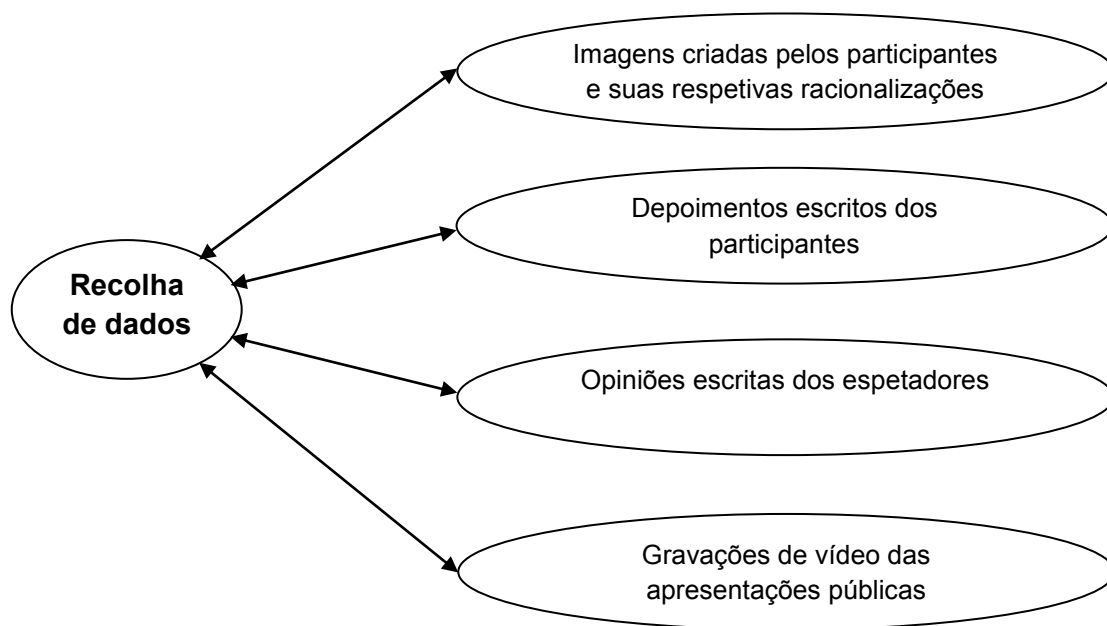 Imagens criadas pelos participantes
e suas respetivas racionalizações
Depoimentos escritos dos
participantes
Recolha
de dados
Opiniões escritas dos espetadores
Gravações de vídeo das
apresentações públicas